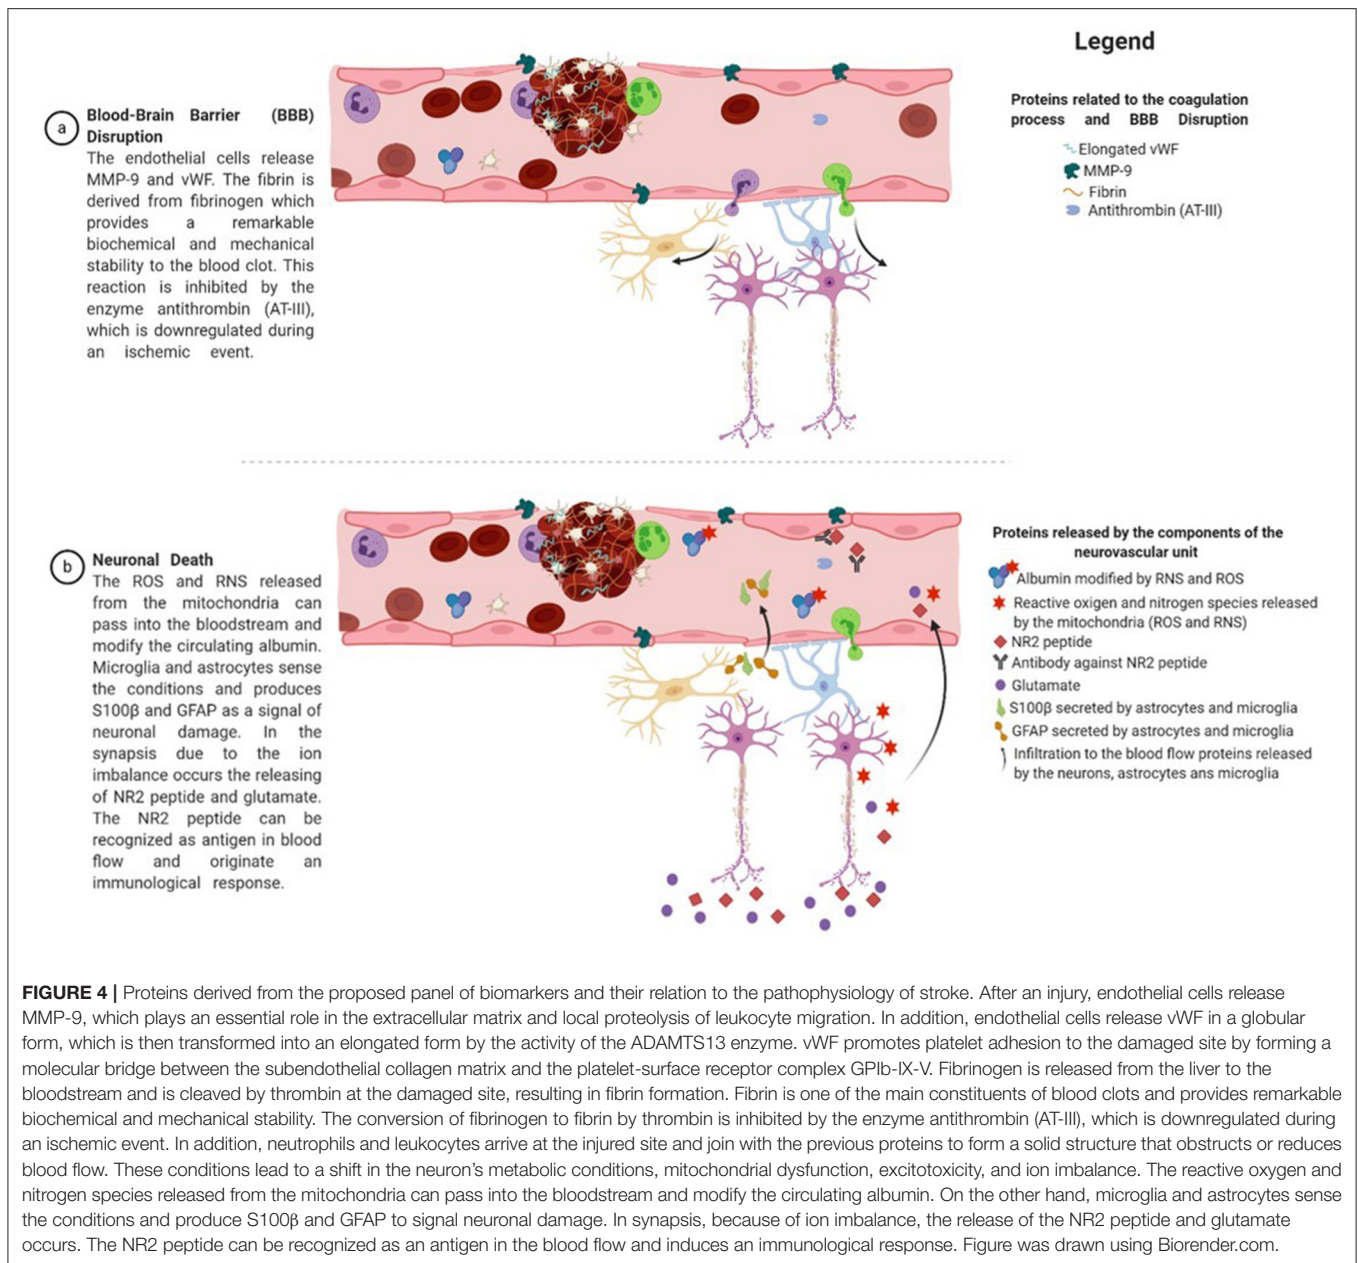 Legend
Proteins related to the coagulation
process and BBB Disruption
Elongated vWF
MMP-9
Fibrin
Antithrombin (AT-III)
a
Blood-Brain Barrier (BBB)
Disruption
The endothelial cells release
MMP-9 and vWF. The fibrin is
derived from fibrinogen which
provides a remarkable
biochemical and mechanical
stability to the blood clot. This
reaction is inhibited by the
enzyme antithrombin (AT-III),
which is downregulated during
an ischemic event.
b
Neuronal Death
The ROS and RNS released
from the mitochondria can
pass into the bloodstream and
modify the circulating albumin.
Microglia and astrocytes sense
the conditions and produces
S100β and GFAP as a signal of
neuronal damage. In the
synapsis due to the ion
imbalance occurs the releasing
of NR2 peptide and glutamate.
The NR2 peptide can be
recognized as antigen in blood
flow and originate an
immunological response.
Proteins released by the components of the
neurovascular unit
Albumin modified by RNS and ROS
Reactive oxigen and nitrogen species released
by the mitochondria (ROS and RNS)
NR2 peptide
Antibody against NR2 peptide
Glutamate
S100β secreted by astrocytes and microglia
GFAP secreted by astrocytes and microglia
Infiltration to the blood flow proteins released
by the neurons, astrocytes ans microglia
FIGURE 4 | Proteins derived from the proposed panel of biomarkers and their relation to the pathophysiology of stroke. After an injury, endothelial cells release
MMP-9, which plays an essential role in the extracellular matrix and local proteolysis of leukocyte migration. In addition, endothelial cells release vWF in a globular
form, which is then transformed into an elongated form by the activity of the ADAMTS13 enzyme. vWF promotes platelet adhesion to the damaged site by forming a
molecular bridge between the subendothelial collagen matrix and the platelet-surface receptor complex GPIb-IX-V. Fibrinogen is released from the liver to the
bloodstream and is cleaved by thrombin at the damaged site, resulting in fibrin formation. Fibrin is one of the main constituents of blood clots and provides remarkable
biochemical and mechanical stability. The conversion of fibrinogen to fibrin by thrombin is inhibited by the enzyme antithrombin (AT-III), which is downregulated during
an ischemic event. In addition, neutrophils and leukocytes arrive at the injured site and join with the previous proteins to form a solid structure that obstructs or reduces
blood flow. These conditions lead to a shift in the neuron's metabolic conditions, mitochondrial dysfunction, excitotoxicity, and ion imbalance. The reactive oxygen and
nitrogen species released from the mitochondria can pass into the bloodstream and modify the circulating albumin. On the other hand, microglia and astrocytes sense
the conditions and produce S100β and GFAP to signal neuronal damage. In synapsis, because of ion imbalance, the release of the NR2 peptide and glutamate
occurs. The NR2 peptide can be recognized as an antigen in the blood flow and induces an immunological response. Figure was drawn using Biorender.com.